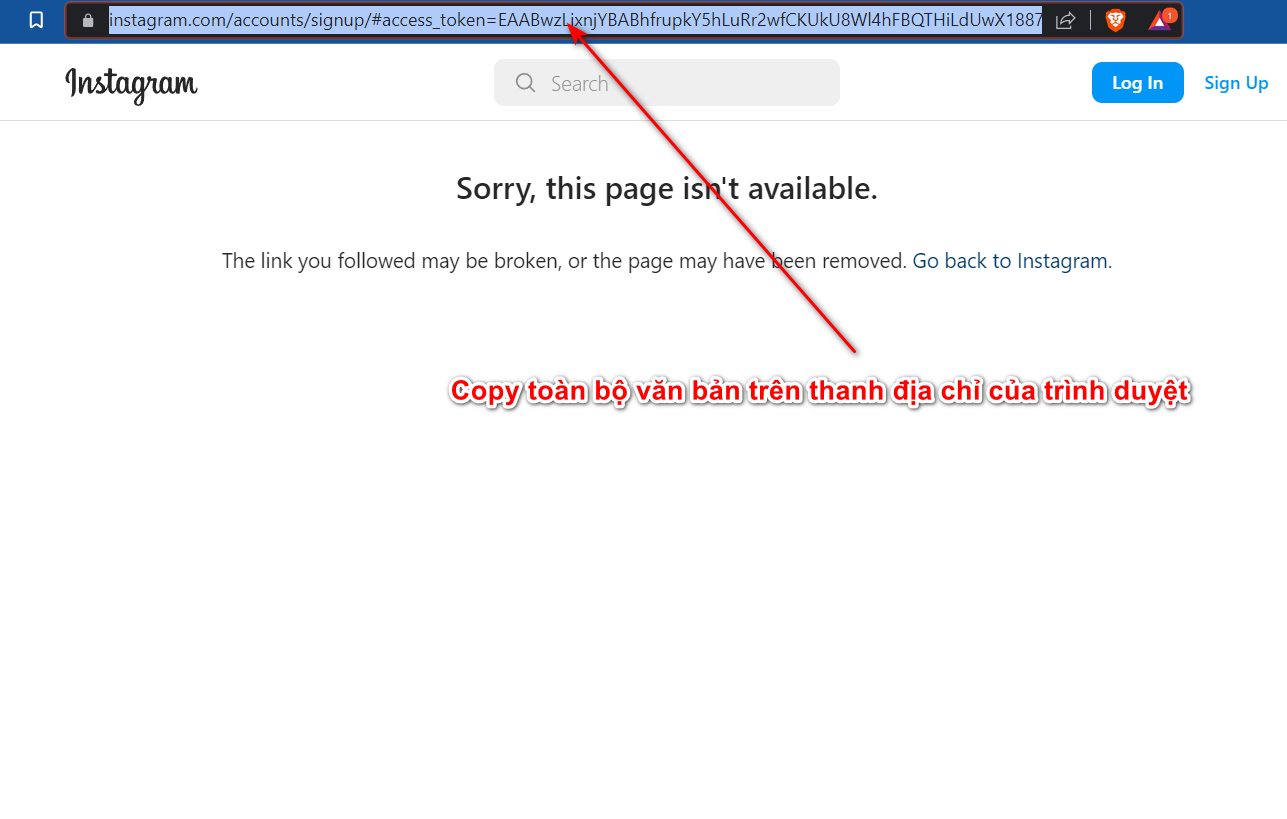 instagram.com/accounts/signup/#access_token=EAABwzLixnjYBABhfrupkY5hLuRr2wfCKUkU8Wl4hFBQTHiLdUwX1887
1
Instagram
Search
Log In
Sign Up
Sorry, this page isn't available.
The link you followed may be broken, or the page may have been removed. Go back to Instagram.
Copy toàn bộ văn bản trên thanh địa chỉ của trình duyệt